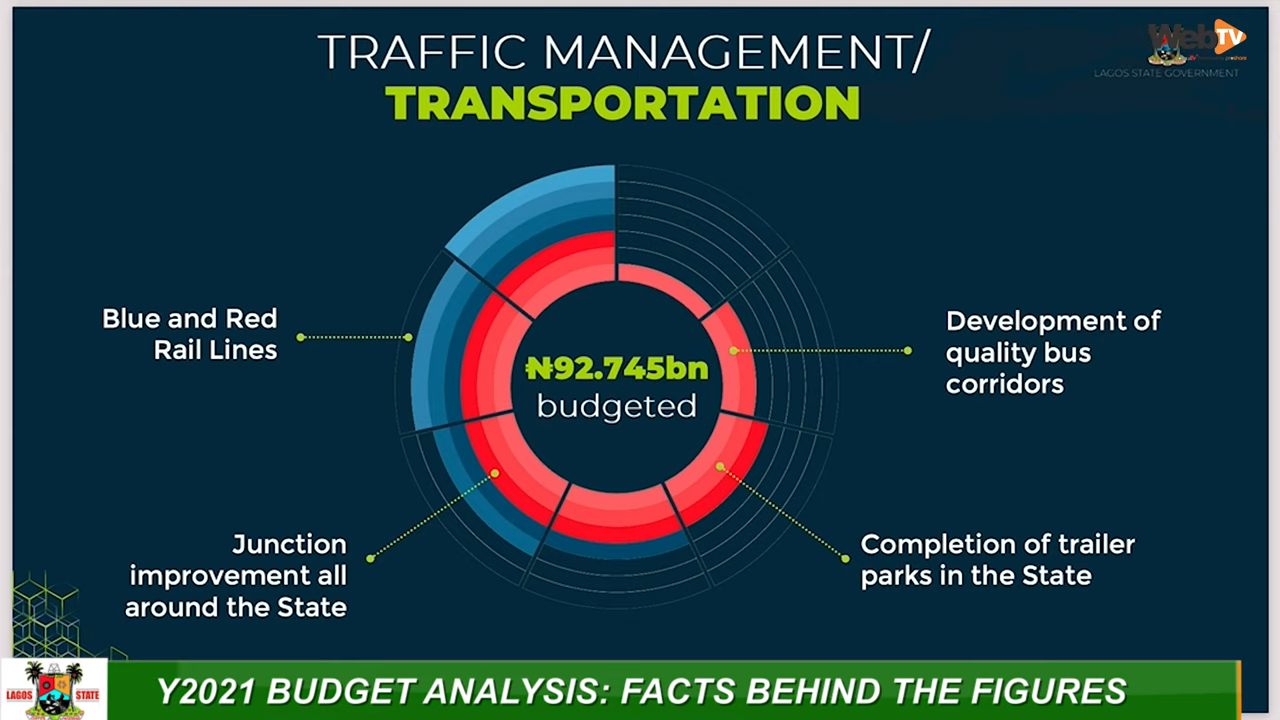 TRAFFIC MANAGEMENT/
TRANSPORTATION
WebTV
LAGOS STATE GOVERNMENT
Blue and Red
Rail Lines
₦92.745bn
budgeted
Development of
quality bus
corridors
Junction
improvement all
around the State
Completion of trailer
parks in the State
LAGOS STATE
Y2021 BUDGET ANALYSIS: FACTS BEHIND THE FIGURES